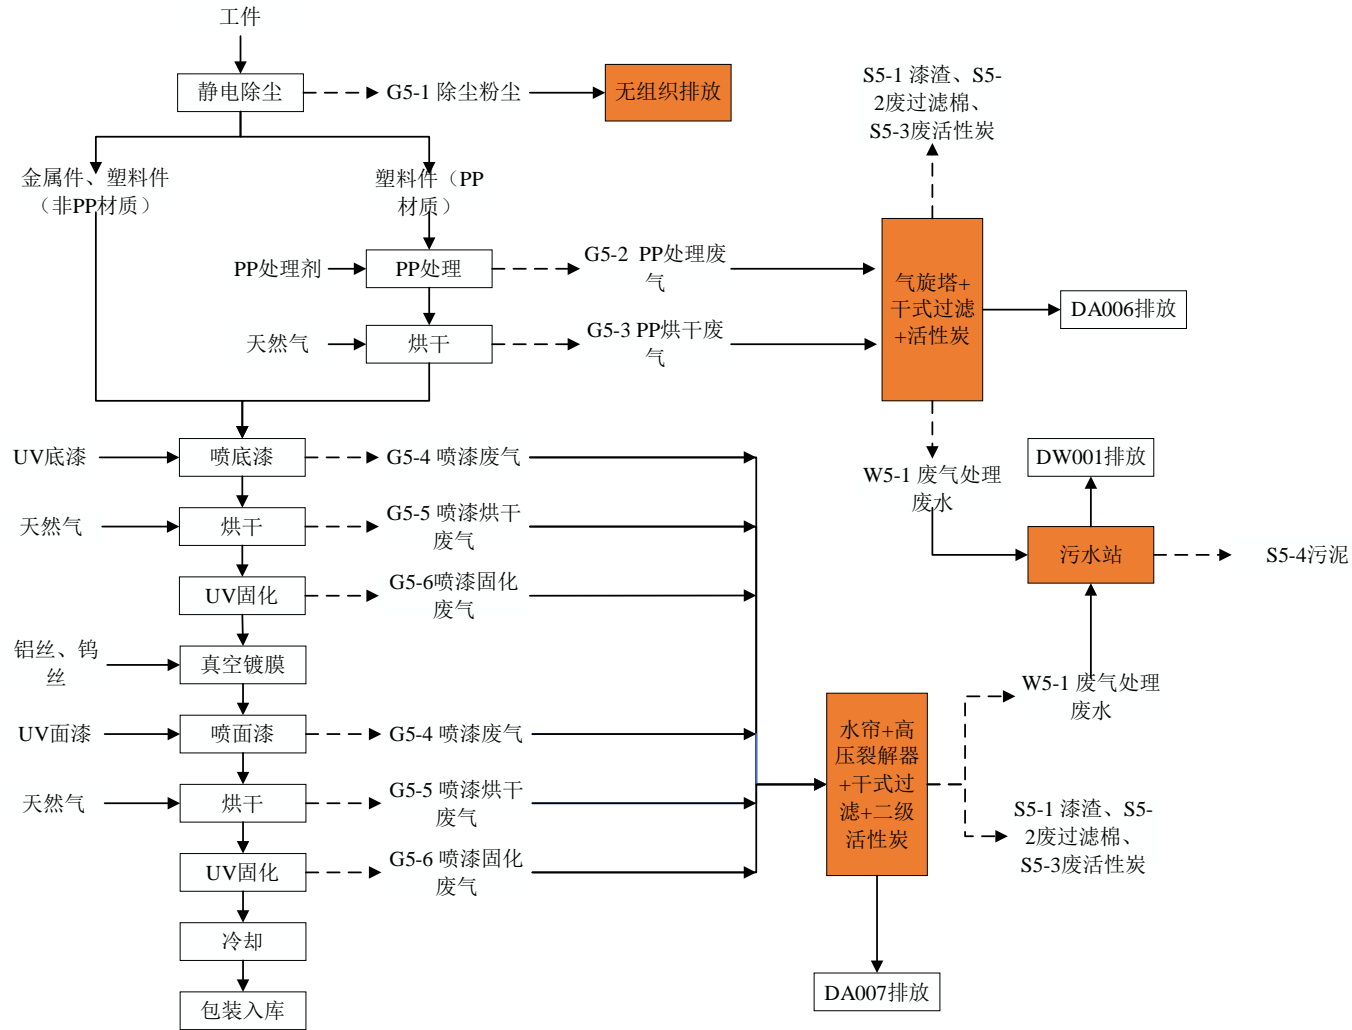 工件
静电除尘
G5-1 除尘粉尘
无组织排放
S5-1 漆渣、S5-
2废过滤棉、
S5-3废活性炭
金属件、塑料件
（非PP材质）
塑料件（PP
材质）
PP处理剂
PP处理
G5-2  PP处理废
气
气旋塔+
干式过滤
+活性炭
DA006排放
天然气
烘干
G5-3 PP烘干废
气
UV底漆
喷底漆
G5-4 喷漆废气
W5-1 废气处理
废水
DW001排放
天然气
烘干
G5-5 喷漆烘干
废气
污水站
S5-4污泥
UV固化
G5-6喷漆固化
废气
铝丝、钨
丝
真空镀膜
W5-1 废气处理
废水
UV面漆
喷面漆
G5-4 喷漆废气
水帘+高
压裂解器
+干式过
滤+二级
活性炭
天然气
烘干
G5-5 喷漆烘干
废气
S5-1 漆渣、S5-
2废过滤棉、
S5-3废活性炭
UV固化
G5-6 喷漆固化
废气
冷却
包装入库
DA007排放